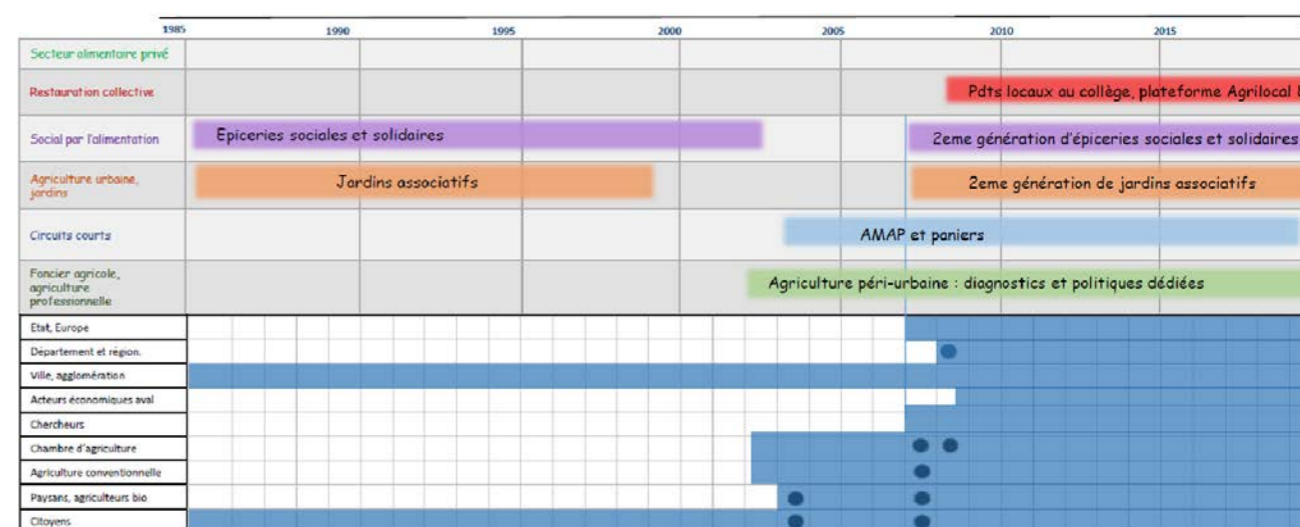 1985 1990 1995 2000 2005 2010 2015
Secteur alimentaire privé
Restauration collective
Pdts locaux au collège, plateforme Agrilocal
Social par l'alimentation
Epiceries sociales et solidaires
2eme génération d'épiceries sociales et solidaires
Agriculture urbaine,
jardins
Jardins associatifs
2eme génération de jardins associatifs
Circuits courts
AMAP et paniers
Foncier agricole,
agriculture
professionnelle
Agriculture péri-urbaine : diagnostics et politiques dédiées
Etat, Europe
Département et région.
Ville, agglomération
Acteurs économiques aval
Chercheurs
Chambre d'agriculture
Agriculture conventionnelle
Paysans, agriculteurs bio
Citoyens